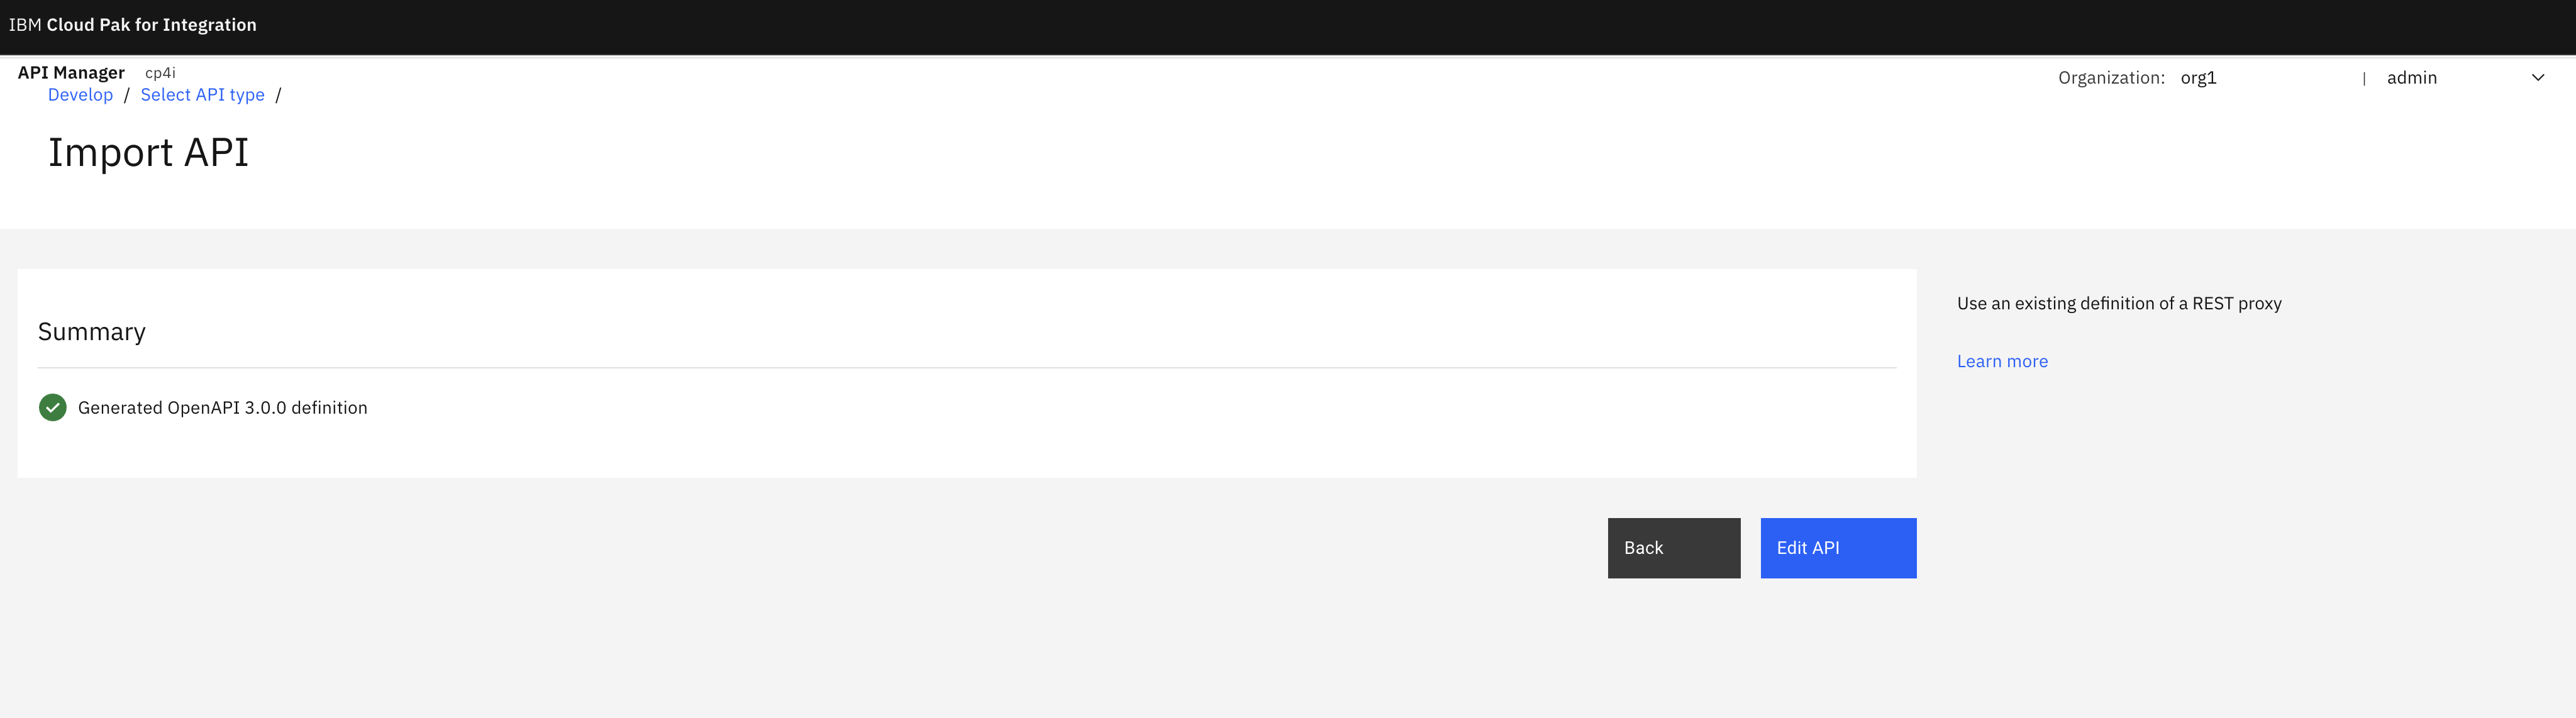 IBM Cloud Pak for Integration
API Manager cp4i
Organization: org1 | admin
Develop / Select API type /
Import API
Summary
Generated OpenAPI 3.0.0 definition
Use an existing definition of a REST proxy
Learn more
Back
Edit API